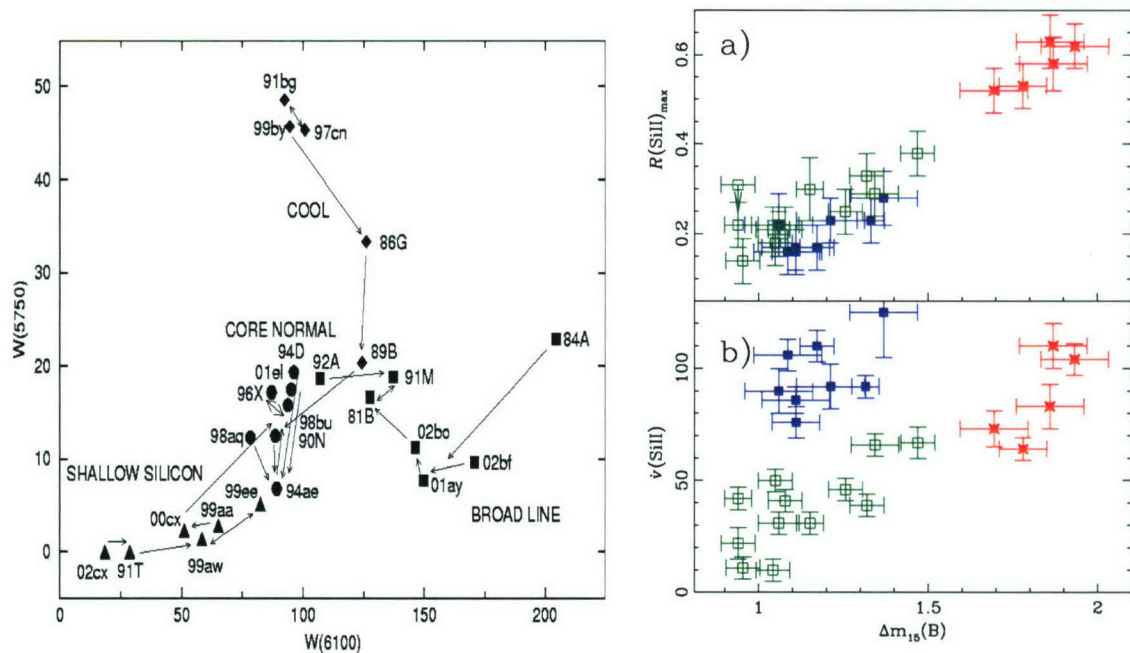 50
40
30
20
10
0
W(5750)
0
50
100
150
200
W(6100)
91bg
99by
97cn
COOL
86G
CORE NORMAL
94D
89B
84A
01el
92A
91M
96X
81B
98bu
90N
98aq
02bo
02bf
SHALLOW SILICON
99ee
94ae
01ay
00cx
99aa
BROAD LINE
02cx
91T
99aw
a)
0.6
0.4
0.2
R(SiII)max
b)
100
50
0
v̇(SiII)
1
1.5
2
Δm₁₅(B)